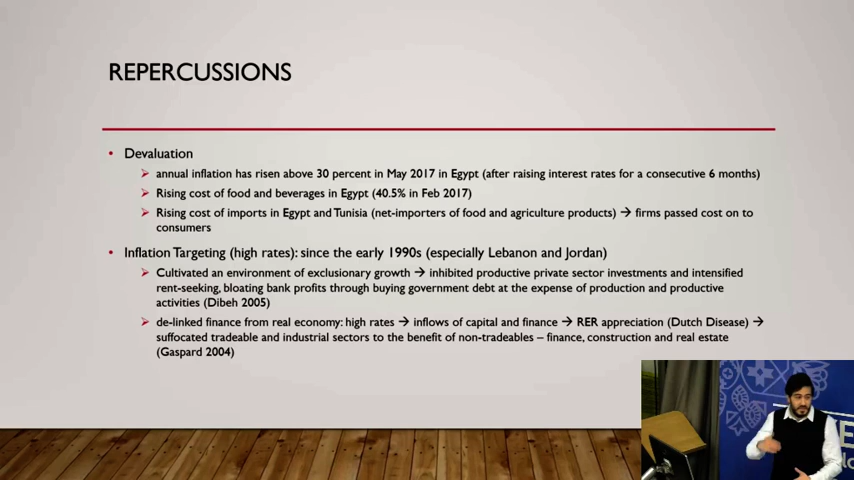 REPERCUSSIONS
• Devaluation
➢ annual inflation has risen above 30 percent in May 2017 in Egypt (after raising interest rates for a consecutive 6 months)
➢ Rising cost of food and beverages in Egypt (40.5% in Feb 2017)
➢ Rising cost of imports in Egypt and Tunisia (net-importers of food and agriculture products) → firms passed cost on to
consumers
• Inflation Targeting (high rates): since the early 1990s (especially Lebanon and Jordan)
➢ Cultivated an environment of exclusionary growth → inhibited productive private sector investments and intensified
rent-seeking, bloating bank profits through buying government debt at the expense of production and productive
activities (Dibeh 2005)
➢ de-linked finance from real economy: high rates → inflows of capital and finance → RER appreciation (Dutch Disease) →
suffocated tradeable and industrial sectors to the benefit of non-tradeables – finance, construction and real estate
(Gaspard 2004)